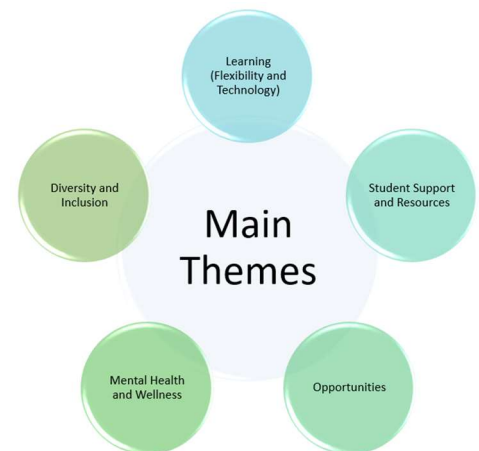 Learning
(Flexibility and
Technology)
Diversity and
Inclusion
Student Support
and Resources
Main
Themes
Mental Health
and Wellness
Opportunities